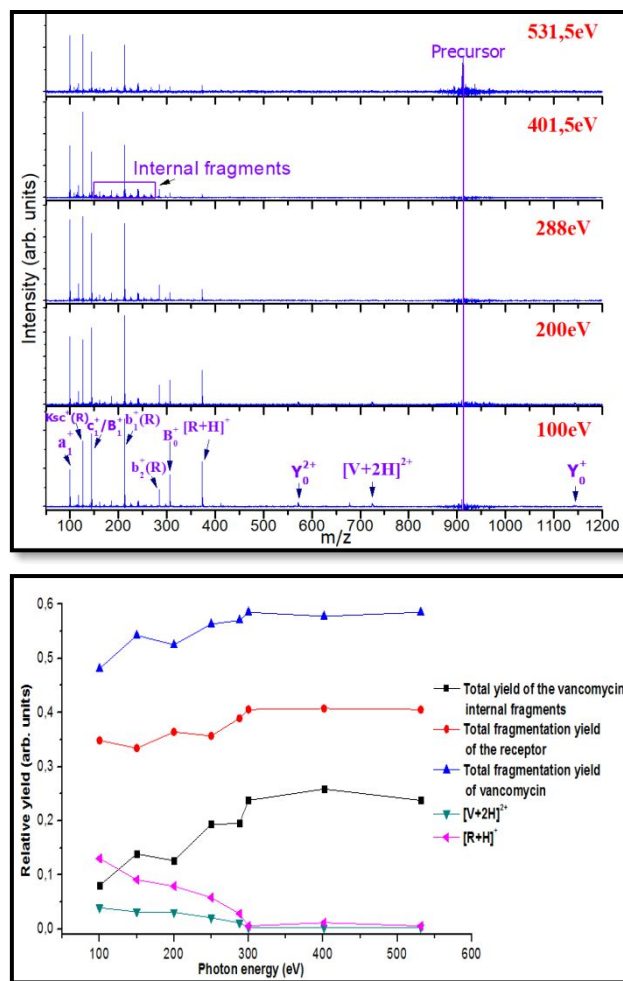 531,5eV
Precursor
401,5eV
Internal fragments
288eV
200eV
100eV
Ksc⁺(R) c₁⁺/B₁⁺ b₁⁺(R)
a₁⁺
b₂⁺(R)
B₀⁺ [R+H]⁺
Y₀²⁺
[V+2H]²⁺
Y₀⁺
Intensity (arb. units)
50 100 150 200 250 300 350 400 500 600 700 800 900 1000 1100 1200
m/z
0,6
0,5
0,4
0,3
0,2
0,1
0,0
Relative yield (arb. units)
100 200 300 400 500 600
Photon energy (eV)
Total yield of the vancomycin
internal fragments
Total fragmentation yield
of the receptor
Total fragmentation yield
of vancomycin
[V+2H]²⁺
[R+H]⁺